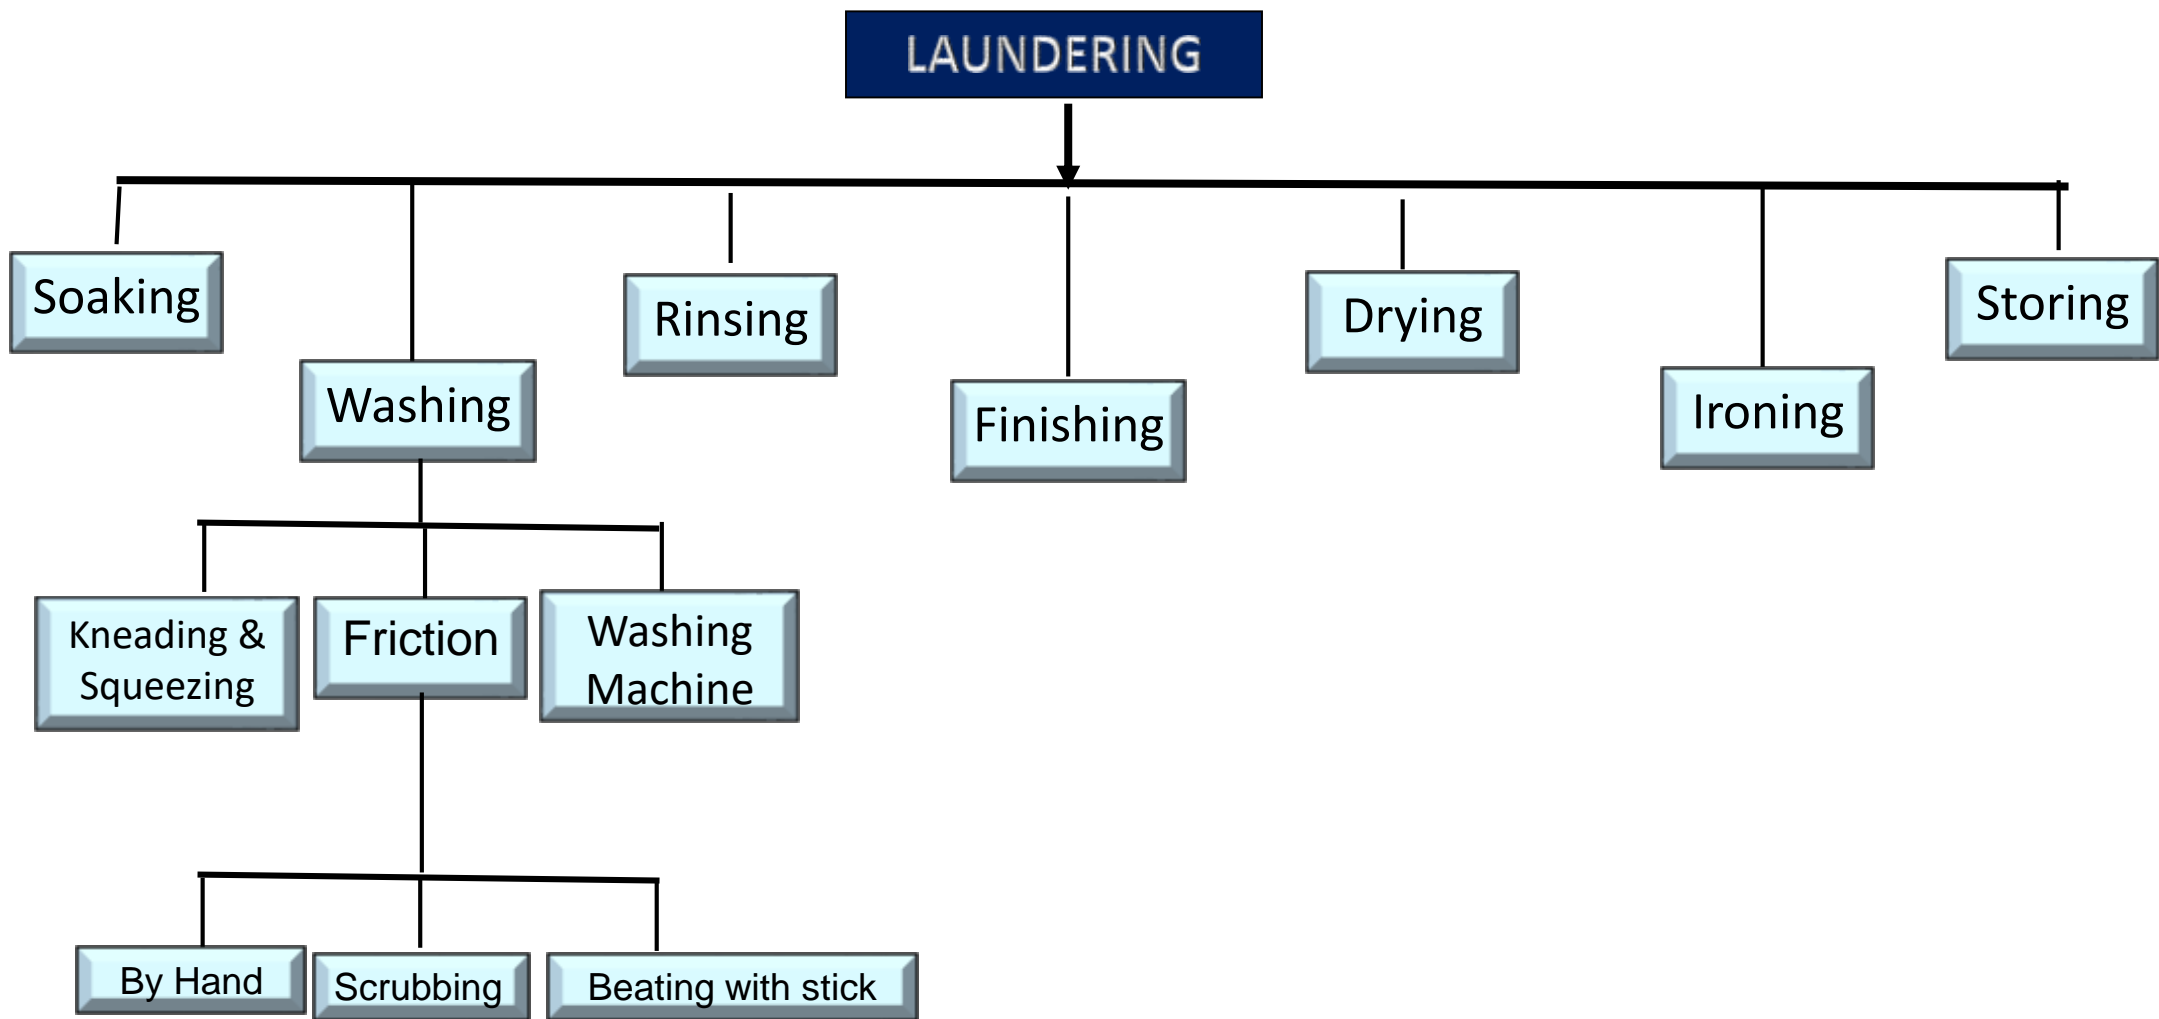 LAUNDERING
Soaking
Washing
Rinsing
Finishing
Drying
Ironing
Storing
Kneading &
Squeezing
Friction
Washing
Machine
By Hand
Scrubbing
Beating with stick